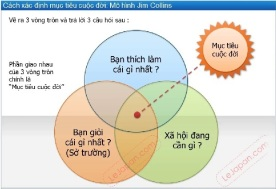 Cách xác định mục tiêu cuộc đời: Mô hình Jim Collins
Vẽ ra 3 vòng tròn và trả lời 3 câu hỏi sau :
Phần giao nhau
của 3 vòng tròn
chính là
"Mục tiêu cuộc đời"
Bạn thích làm
cái gì nhất ?
Mục tiêu
cuộc đời
Bạn giỏi
cái gì nhất ?
(Sở trường)
Xã hội đang
cần gì ?
LeJapan.com
LeJapan.com